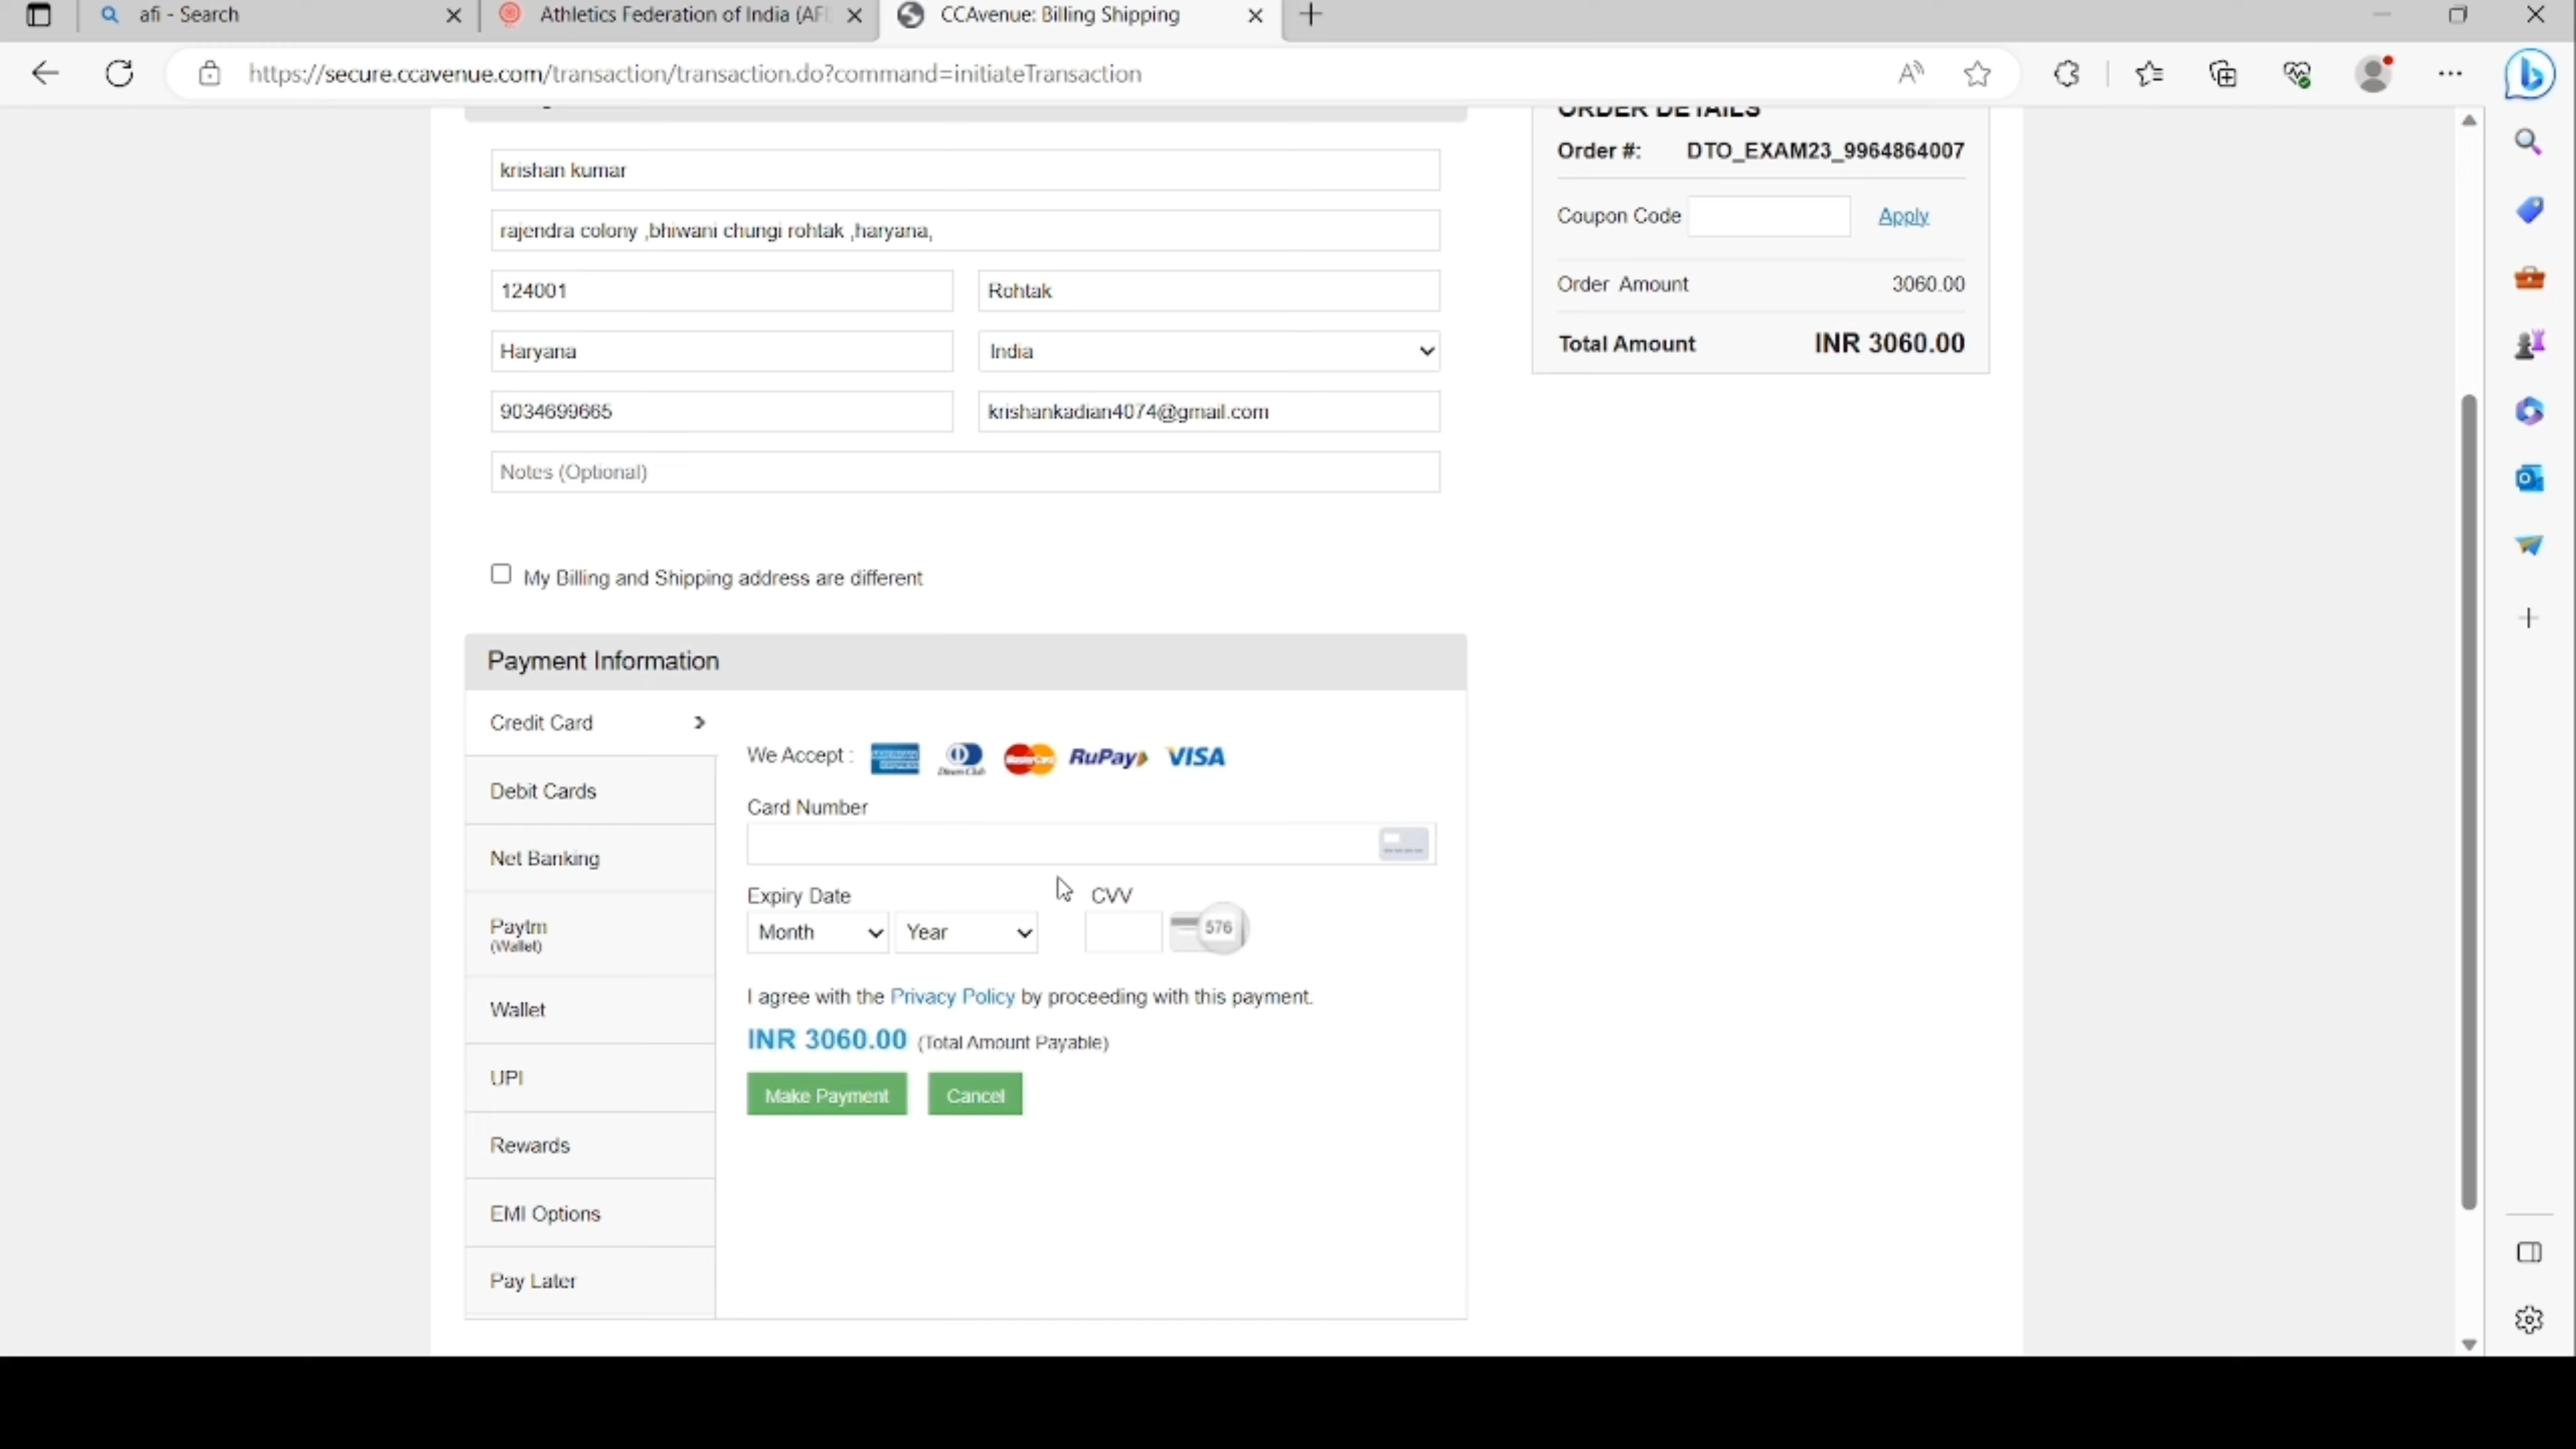 afi - Search
Athletics Federation of India (AFI
CCAvenue: Billing Shipping
https://secure.ccavenue.com/transaction/transaction.do?command=initiateTransaction
ORDER DETAILS
Order #: DTO_EXAM23_9964864007
Coupon Code Apply
Order Amount 3060.00
Total Amount INR 3060.00
krishan kumar
rajendra colony ,bhiwani chungi rohtak ,haryana,
124001 Rohtak
Haryana India
9034699665 krishankadian4074@gmail.com
Notes (Optional)
My Billing and Shipping address are different
Payment Information
Credit Card
Debit Cards
Net Banking
Paytm
(Wallet)
Wallet
UPI
Rewards
EMI Options
Pay Later
We Accept : Diners Club MasterCard RuPay VISA
Card Number
Expiry Date CVV
Month Year 576
I agree with the Privacy Policy by proceeding with this payment.
INR 3060.00 (Total Amount Payable)
Make Payment Cancel